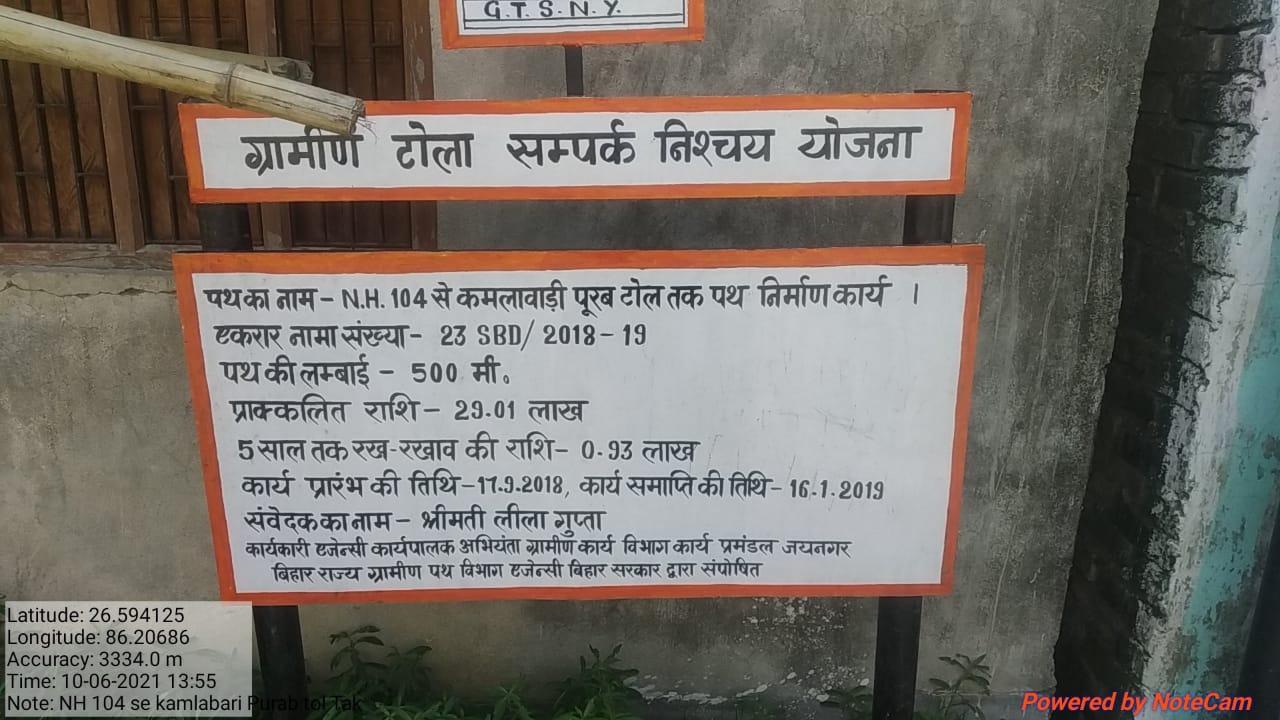 G.T.S.N.Y.
ग्रामीण टोला सम्पर्क निश्चय योजना
पथ का नाम - N.H. 104 से कमलावाड़ी पूरब टोल तक पथ निर्माण कार्य ।
एकरार नामा संख्या - 23 SBD/ 2018-19
पथ की लम्बाई - 500 मी०
प्राक्कलित राशि - 29.01 लाख
5 साल तक रख-रखाव की राशि - 0.93 लाख
कार्य प्रारंभ की तिथि - 17.9.2018, कार्य समाप्ति की तिथि - 16.1.2019
संवेदक का नाम - श्रीमती लीला गुप्ता
कार्यकारी एजेन्सी कार्यपालक अभियंता ग्रामीण कार्य विभाग कार्य प्रमंडल जयनगर
बिहार राज्य ग्रामीण पथ विभाग एजेन्सी बिहार सरकार द्वारा संपोषित
Latitude: 26.594125
Longitude: 86.20686
Accuracy: 3334.0 m
Time: 10-06-2021 13:55
Note: NH 104 se kamlabari Purab tol Tak
Powered by NoteCam